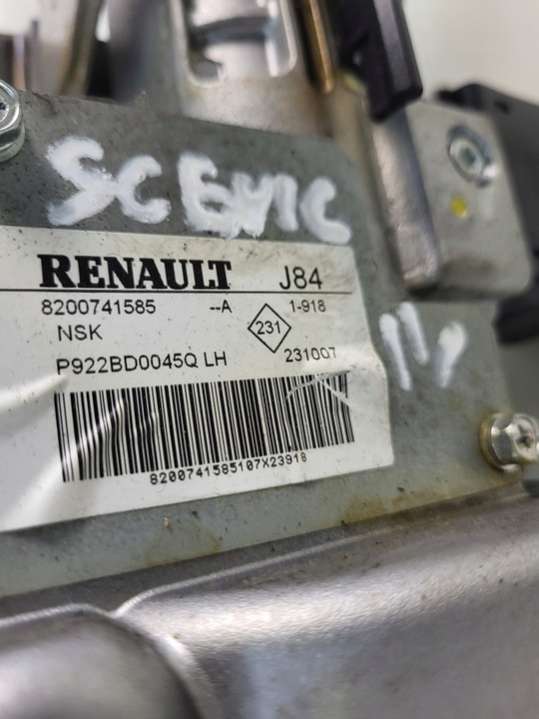 SCENIC
RENAULT J84
8200741585 --A 1-918
NSK 231
P922BD0045Q LH 231007
8200741585107X23918